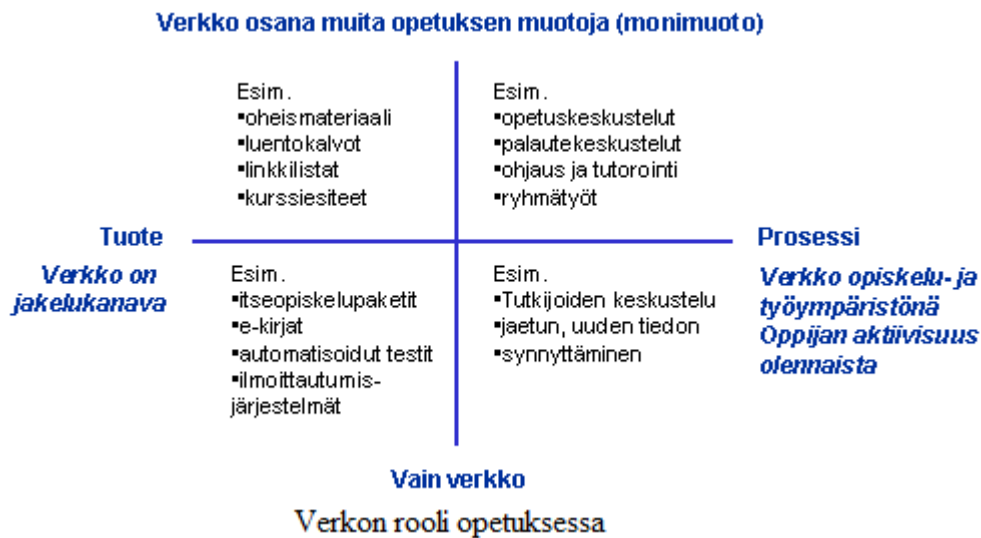 Verkko osana muita opetuksen muotoja (monimuoto)
Esim.
▪oheismateriaali
▪luentokalvot
▪linkkilistat
▪kurssiesiteet
Esim.
▪opetuskeskustelut
▪palautekeskustelut
▪ohjaus ja tutorointi
▪ryhmätyöt
Tuote
Verkko on
jakelukanava
Prosessi
Verkko opiskelu- ja
työympäristönä
Oppijan aktiivisuus
olennaista
Esim.
▪itseopiskelupaketit
▪e-kirjat
▪automatisoidut testit
▪ilmoittautumis-
järjestelmät
Esim.
▪Tutkijoiden keskustelu
▪jaetun, uuden tiedon
▪synnyttäminen
Vain verkko
Verkon rooli opetuksessa